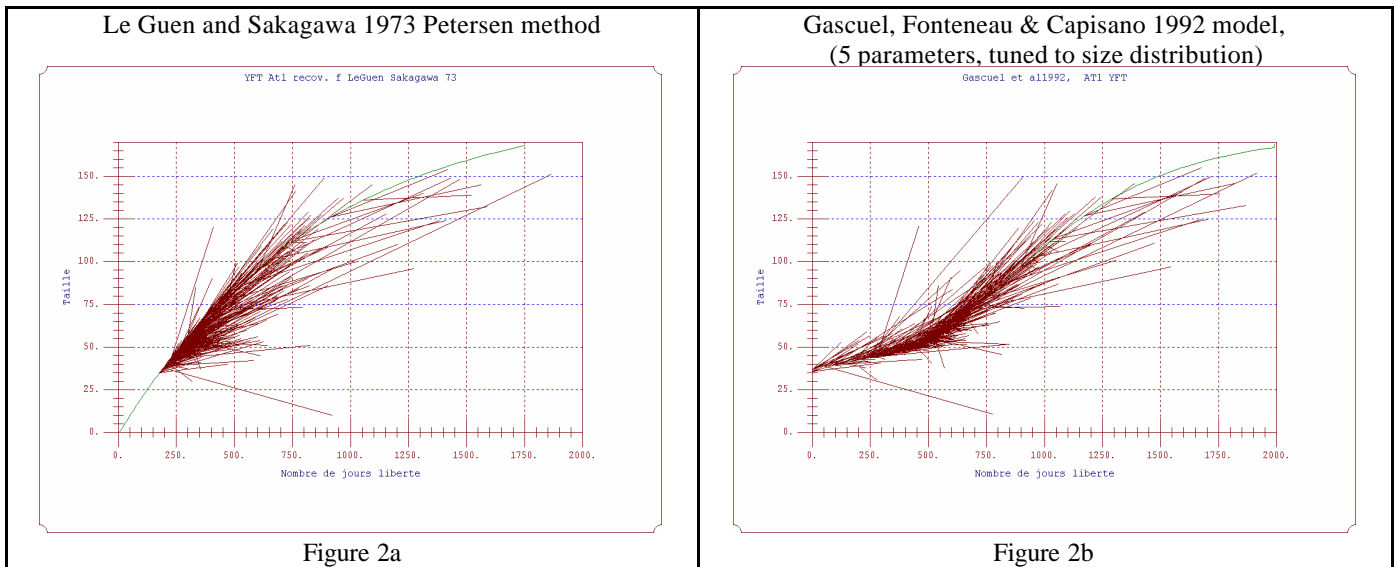 Le Guen and Sakagawa 1973 Petersen method
YFT Atl recov. f LeGuen Sakagawa 73
150.
125.
100.
75.
50.
25.
0.
Taille
0. 250. 500. 750. 1000. 1250. 1500. 1750. 2000.
Nombre de jours liberte
Figure 2a
Gascuel, Fonteneau & Capisano 1992 model,
(5 parameters, tuned to size distribution)
Gascuel et al1992, ATl YFT
150.
125.
100.
75.
50.
25.
0.
Taille
0. 250. 500. 750. 1000. 1250. 1500. 1750. 2000.
Nombre de jours liberte
Figure 2b